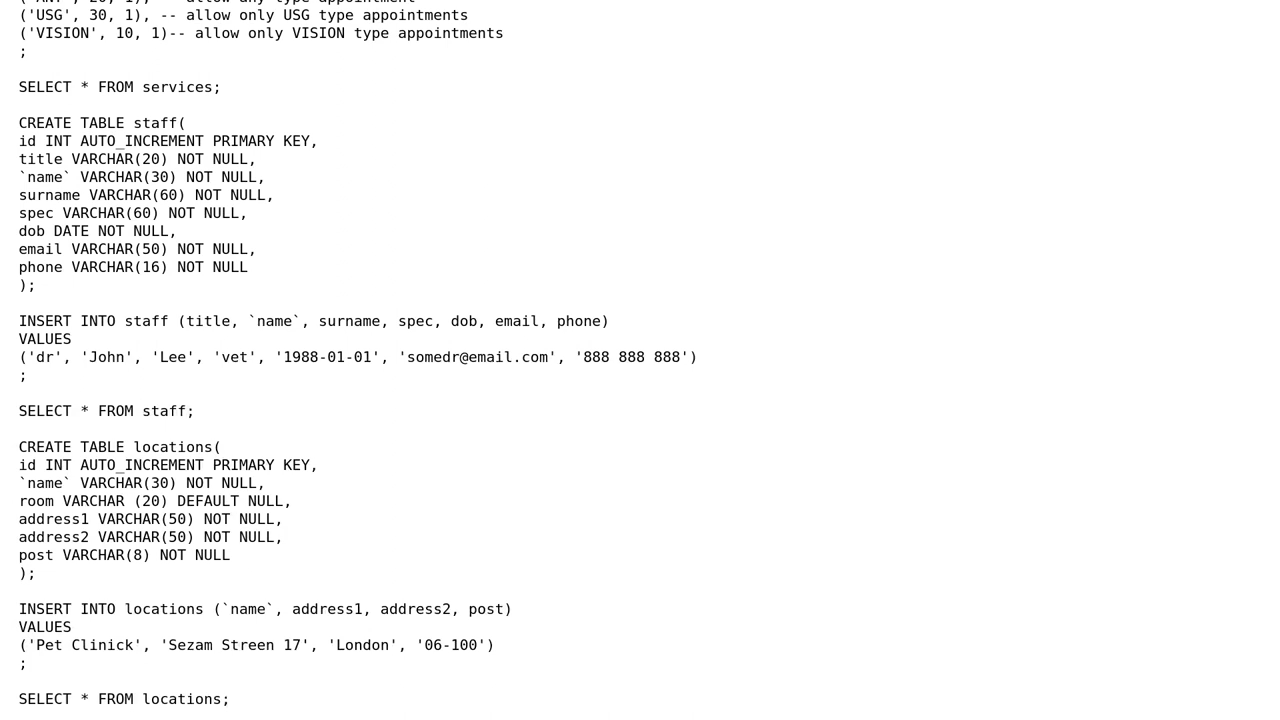 ('USG', 30, 1), -- allow only USG type appointments
('VISION', 10, 1)-- allow only VISION type appointments
;
SELECT * FROM services;
CREATE TABLE staff(
id INT AUTO_INCREMENT PRIMARY KEY,
title VARCHAR(20) NOT NULL,
`name` VARCHAR(30) NOT NULL,
surname VARCHAR(60) NOT NULL,
spec VARCHAR(60) NOT NULL,
dob DATE NOT NULL,
email VARCHAR(50) NOT NULL,
phone VARCHAR(16) NOT NULL
);
INSERT INTO staff (title, `name`, surname, spec, dob, email, phone)
VALUES
('dr', 'John', 'Lee', 'vet', '1988-01-01', 'somedr@email.com', '888 888 888')
;
SELECT * FROM staff;
CREATE TABLE locations(
id INT AUTO_INCREMENT PRIMARY KEY,
`name` VARCHAR(30) NOT NULL,
room VARCHAR (20) DEFAULT NULL,
address1 VARCHAR(50) NOT NULL,
address2 VARCHAR(50) NOT NULL,
post VARCHAR(8) NOT NULL
);
INSERT INTO locations (`name`, address1, address2, post)
VALUES
('Pet Clinick', 'Sezam Streen 17', 'London', '06-100')
;
SELECT * FROM locations;